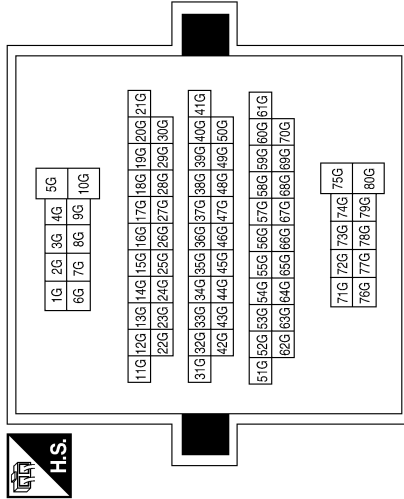 1G 2G 3G 4G 5G
6G 7G 8G 9G 10G
11G 12G 13G 14G 15G 16G 17G 18G 19G 20G 21G
22G 23G 24G 25G 26G 27G 28G 29G 30G
31G 32G 33G 34G 35G 36G 37G 38G 39G 40G 41G
42G 43G 44G 45G 46G 47G 48G 49G 50G
51G 52G 53G 54G 55G 56G 57G 58G 59G 60G 61G
62G 63G 64G 65G 66G 67G 68G 69G 70G
71G 72G 73G 74G 75G
76G 77G 78G 79G 80G
H.S.